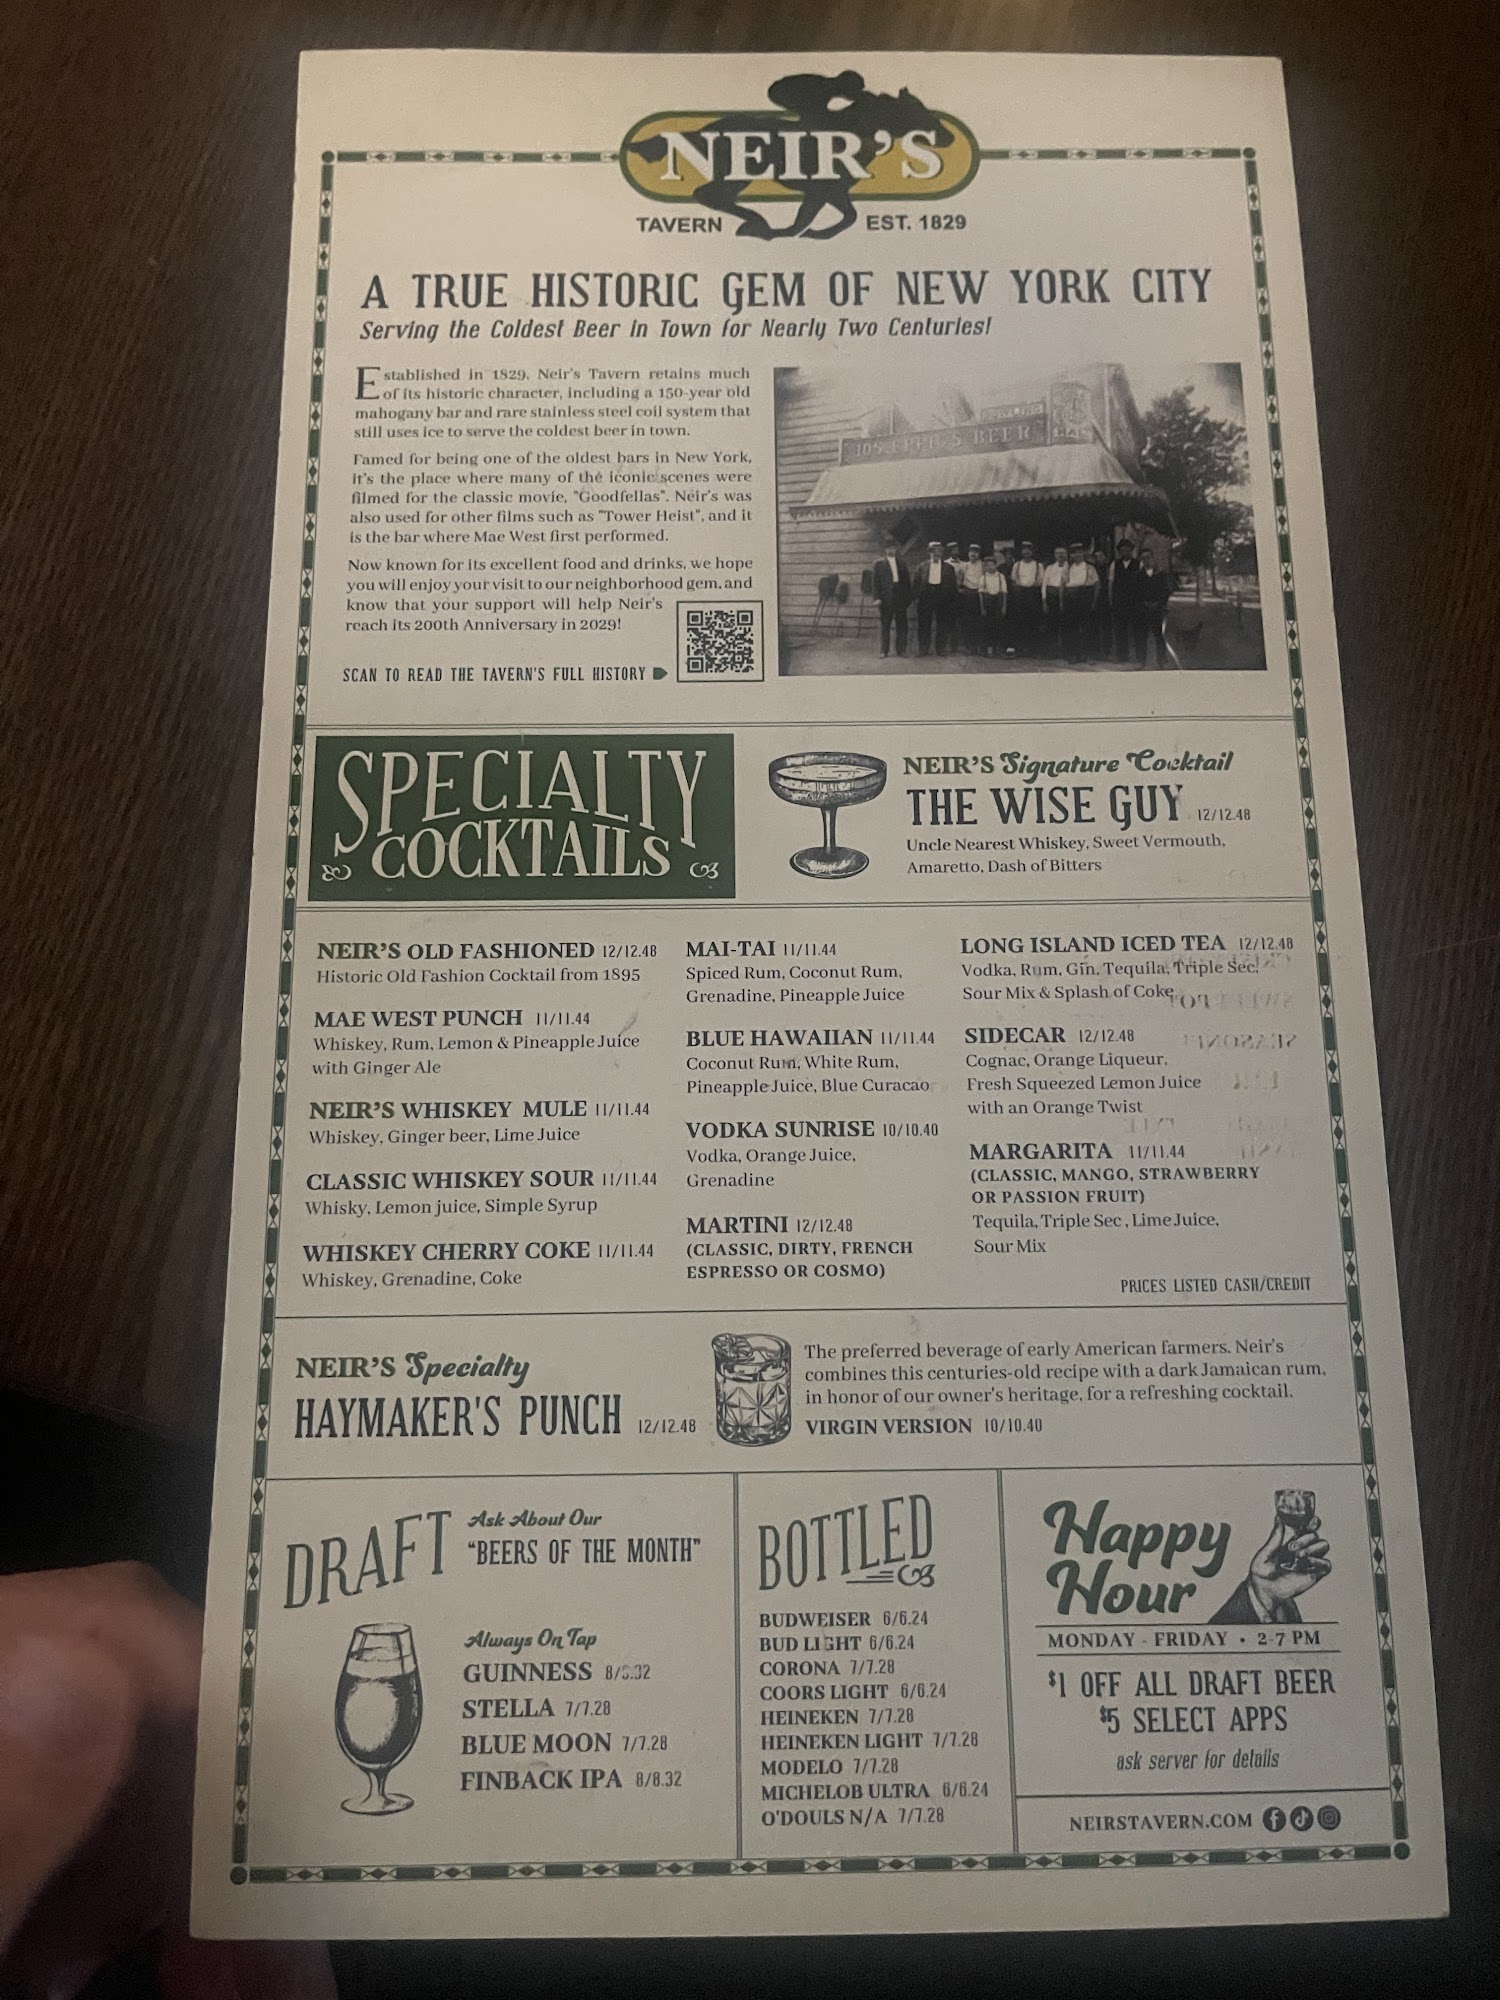 NEIR'S
TAVERN EST. 1829
A TRUE HISTORIC GEM OF NEW YORK CITY
Serving the Coldest Beer in Town for Nearly Two Centuries!
Established in 1829, Neir's Tavern retains much
of its historic character, including a 150-year old
mahogany bar and rare stainless steel coil system that
still uses ice to serve the coldest beer in town.
Famed for being one of the oldest bars in New York,
it's the place where many of the iconic scenes were
filmed for the classic movie, "Goodfellas". Neir's was
also used for other films such as "Tower Heist", and it
is the bar where Mae West first performed.
Now known for its excellent food and drinks, we hope
you will enjoy your visit to our neighborhood gem, and
know that your support will help Neir's
reach its 200th Anniversary in 2029!
SCAN TO READ THE TAVERN'S FULL HISTORY
JOS. EPPIG'S BEER
SPECIALTY
COCKTAILS
NEIR'S Signature Cocktail
THE WISE GUY 12/12.48
Uncle Nearest Whiskey, Sweet Vermouth,
Amaretto, Dash of Bitters
NEIR'S OLD FASHIONED 12/12.48
Historic Old Fashion Cocktail from 1895
MAE WEST PUNCH 11/11.44
Whiskey, Rum, Lemon & Pineapple Juice
with Ginger Ale
NEIR'S WHISKEY MULE 11/11.44
Whiskey, Ginger beer, Lime Juice
CLASSIC WHISKEY SOUR 11/11.44
Whisky, Lemon juice, Simple Syrup
WHISKEY CHERRY COKE 11/11.44
Whiskey, Grenadine, Coke
MAI-TAI 11/11.44
Spiced Rum, Coconut Rum,
Grenadine, Pineapple Juice
BLUE HAWAIIAN 11/11.44
Coconut Rum, White Rum,
Pineapple Juice, Blue Curacao
VODKA SUNRISE 10/10.40
Vodka, Orange Juice,
Grenadine
MARTINI 12/12.48
(CLASSIC, DIRTY, FRENCH
ESPRESSO OR COSMO)
LONG ISLAND ICED TEA 12/12.48
Vodka, Rum, Gin, Tequila, Triple Sec,
Sour Mix & Splash of Coke
SIDECAR 12/12.48
Cognac, Orange Liqueur,
Fresh Squeezed Lemon Juice
with an Orange Twist
MARGARITA 11/11.44
(CLASSIC, MANGO, STRAWBERRY
OR PASSION FRUIT)
Tequila, Triple Sec , Lime Juice,
Sour Mix
PRICES LISTED CASH/CREDIT
NEIR'S Specialty
HAYMAKER'S PUNCH 12/12.48
The preferred beverage of early American farmers. Neir's
combines this centuries-old recipe with a dark Jamaican rum,
in honor of our owner's heritage, for a refreshing cocktail.
VIRGIN VERSION 10/10.40
DRAFT
Ask About Our
"BEERS OF THE MONTH"
Always On Tap
GUINNESS 8/8.32
STELLA 7/7.28
BLUE MOON 7/7.28
FINBACK IPA 8/8.32
BOTTLED
BUDWEISER 6/6.24
BUD LIGHT 6/6.24
CORONA 7/7.28
COORS LIGHT 6/6.24
HEINEKEN 7/7.28
HEINEKEN LIGHT 7/7.28
MODELO 7/7.28
MICHELOB ULTRA 6/6.24
O'DOULS N/A 7/7.28
Happy
Hour
MONDAY - FRIDAY • 2-7 PM
$1 OFF ALL DRAFT BEER
$5 SELECT APPS
ask server for details
NEIRSTAVERN.COM